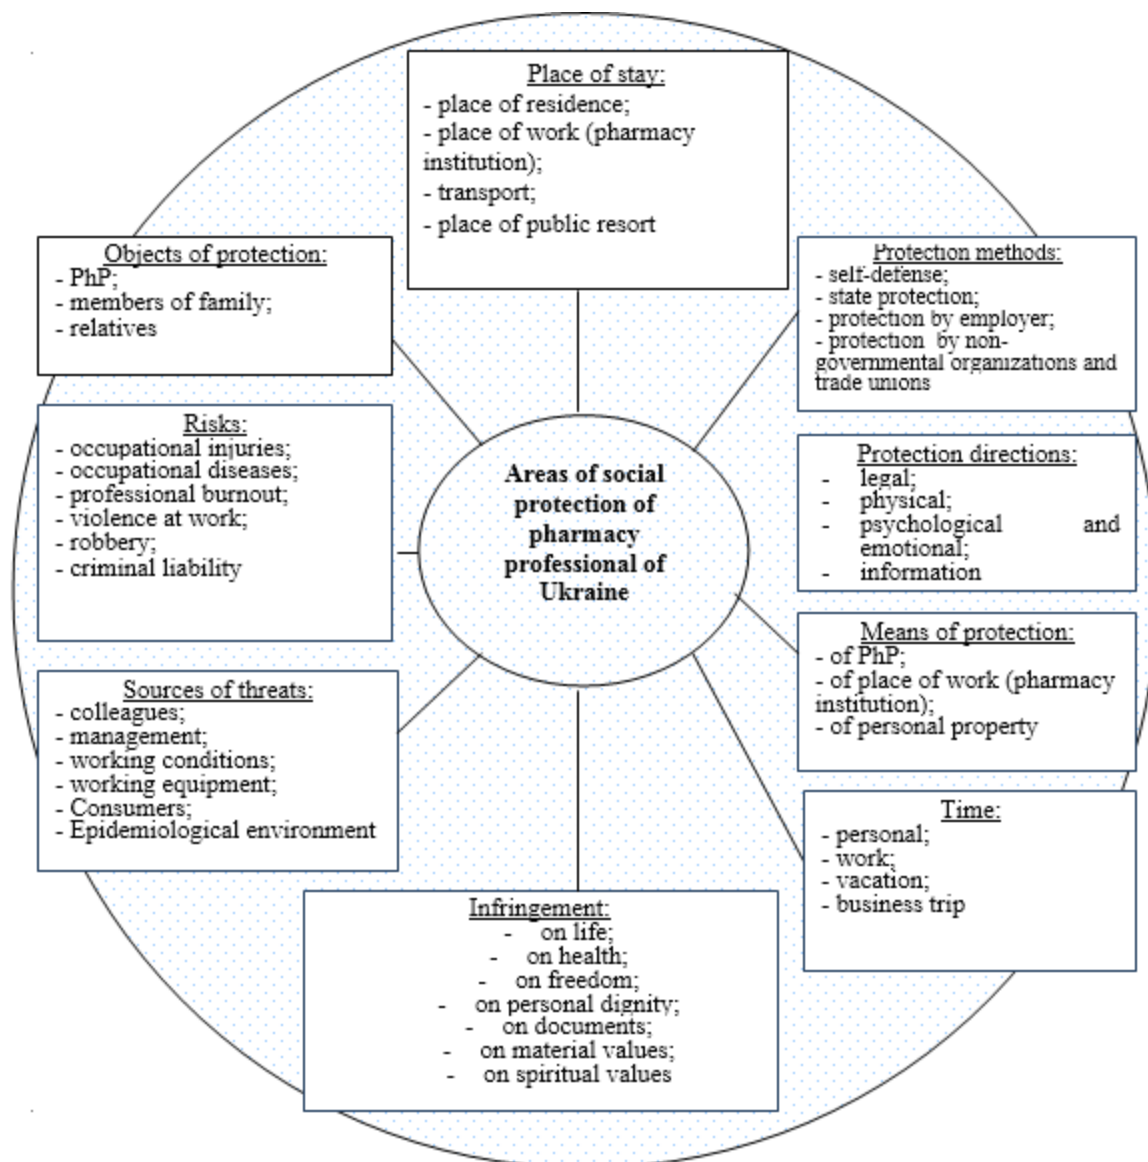 Place of stay:
- place of residence;
- place of work (pharmacy
institution);
- transport;
- place of public resort
Objects of protection:
- PhP;
- members of family;
- relatives
Protection methods:
- self-defense;
- state protection;
- protection by employer;
- protection by non-
governmental organizations and
trade unions
Risks:
- occupational injuries;
- occupational diseases;
- professional burnout;
- violence at work;
- robbery;
- criminal liability
Areas of social
protection of
pharmacy
professional of
Ukraine
Protection directions:
- legal;
- physical;
- psychological and
emotional;
- information
Means of protection:
- of PhP;
- of place of work (pharmacy
institution);
- of personal property
Sources of threats:
- colleagues;
- management;
- working conditions;
- working equipment;
- Consumers;
- Epidemiological environment
Time:
- personal;
- work;
- vacation;
- business trip
Infringement:
- on life;
- on health;
- on freedom;
- on personal dignity;
- on documents;
- on material values;
- on spiritual values